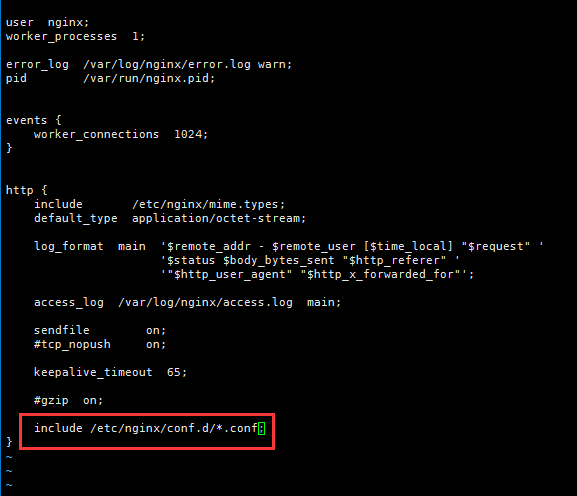 user  nginx;
worker_processes  1;
error_log  /var/log/nginx/error.log warn;
pid        /var/run/nginx.pid;
events {
    worker_connections  1024;
}
http {
    include       /etc/nginx/mime.types;
    default_type  application/octet-stream;
    log_format  main  '$remote_addr - $remote_user [$time_local] "$request" '
                      '$status $body_bytes_sent "$http_referer" '
                      '"$http_user_agent" "$http_x_forwarded_for"';
    access_log  /var/log/nginx/access.log  main;
    sendfile        on;
    #tcp_nopush     on;
    keepalive_timeout  65;
    #gzip  on;
    include /etc/nginx/conf.d/*.conf;
}
~
~
~